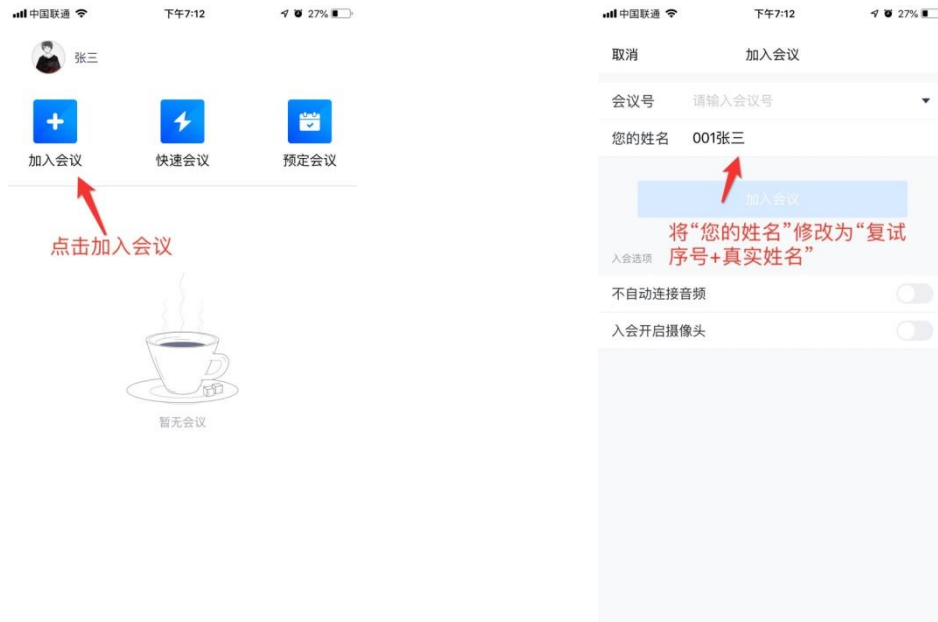 中国联通 下午7:12 27%
张三
加入会议 快速会议 预定会议
点击加入会议
暂无会议
中国联通 下午7:12 27%
取消 加入会议
会议号 请输入会议号
您的姓名 001张三
加入会议
将“您的姓名”修改为“复试
序号+真实姓名”
入会选项
不自动连接音频
入会开启摄像头